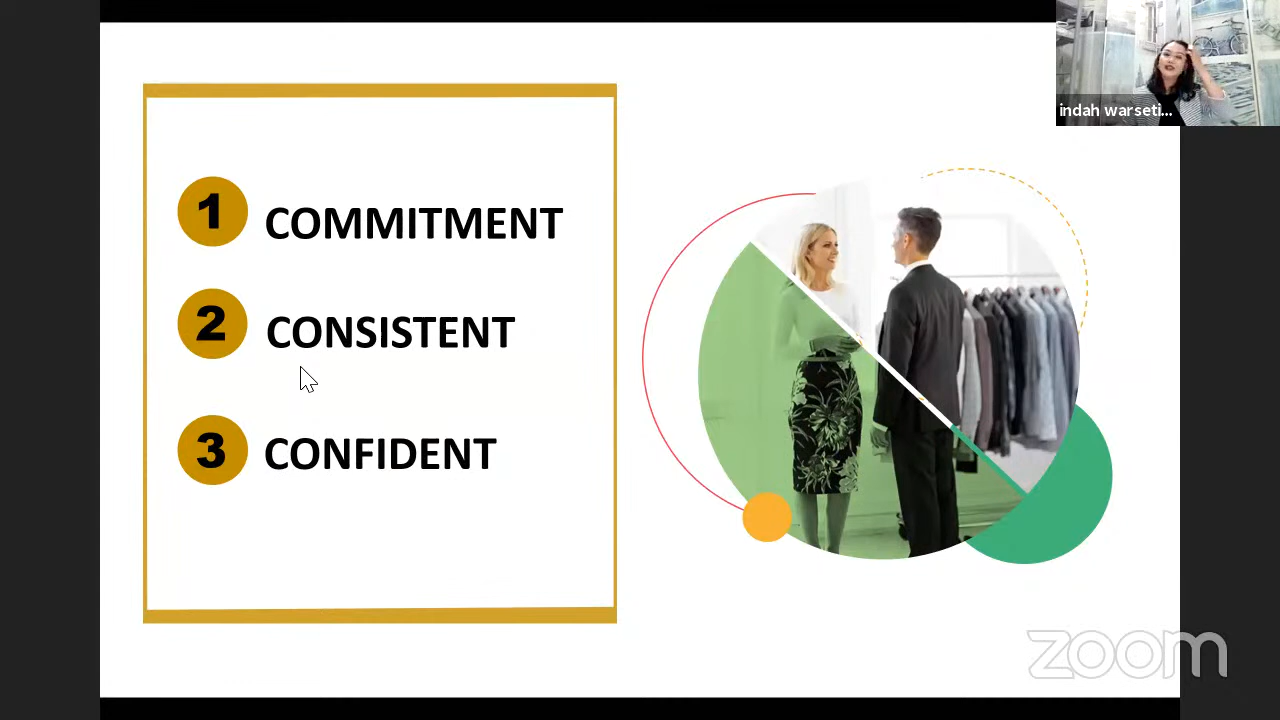 indah warseti...
1 COMMITMENT
2 CONSISTENT
3 CONFIDENT
zoom